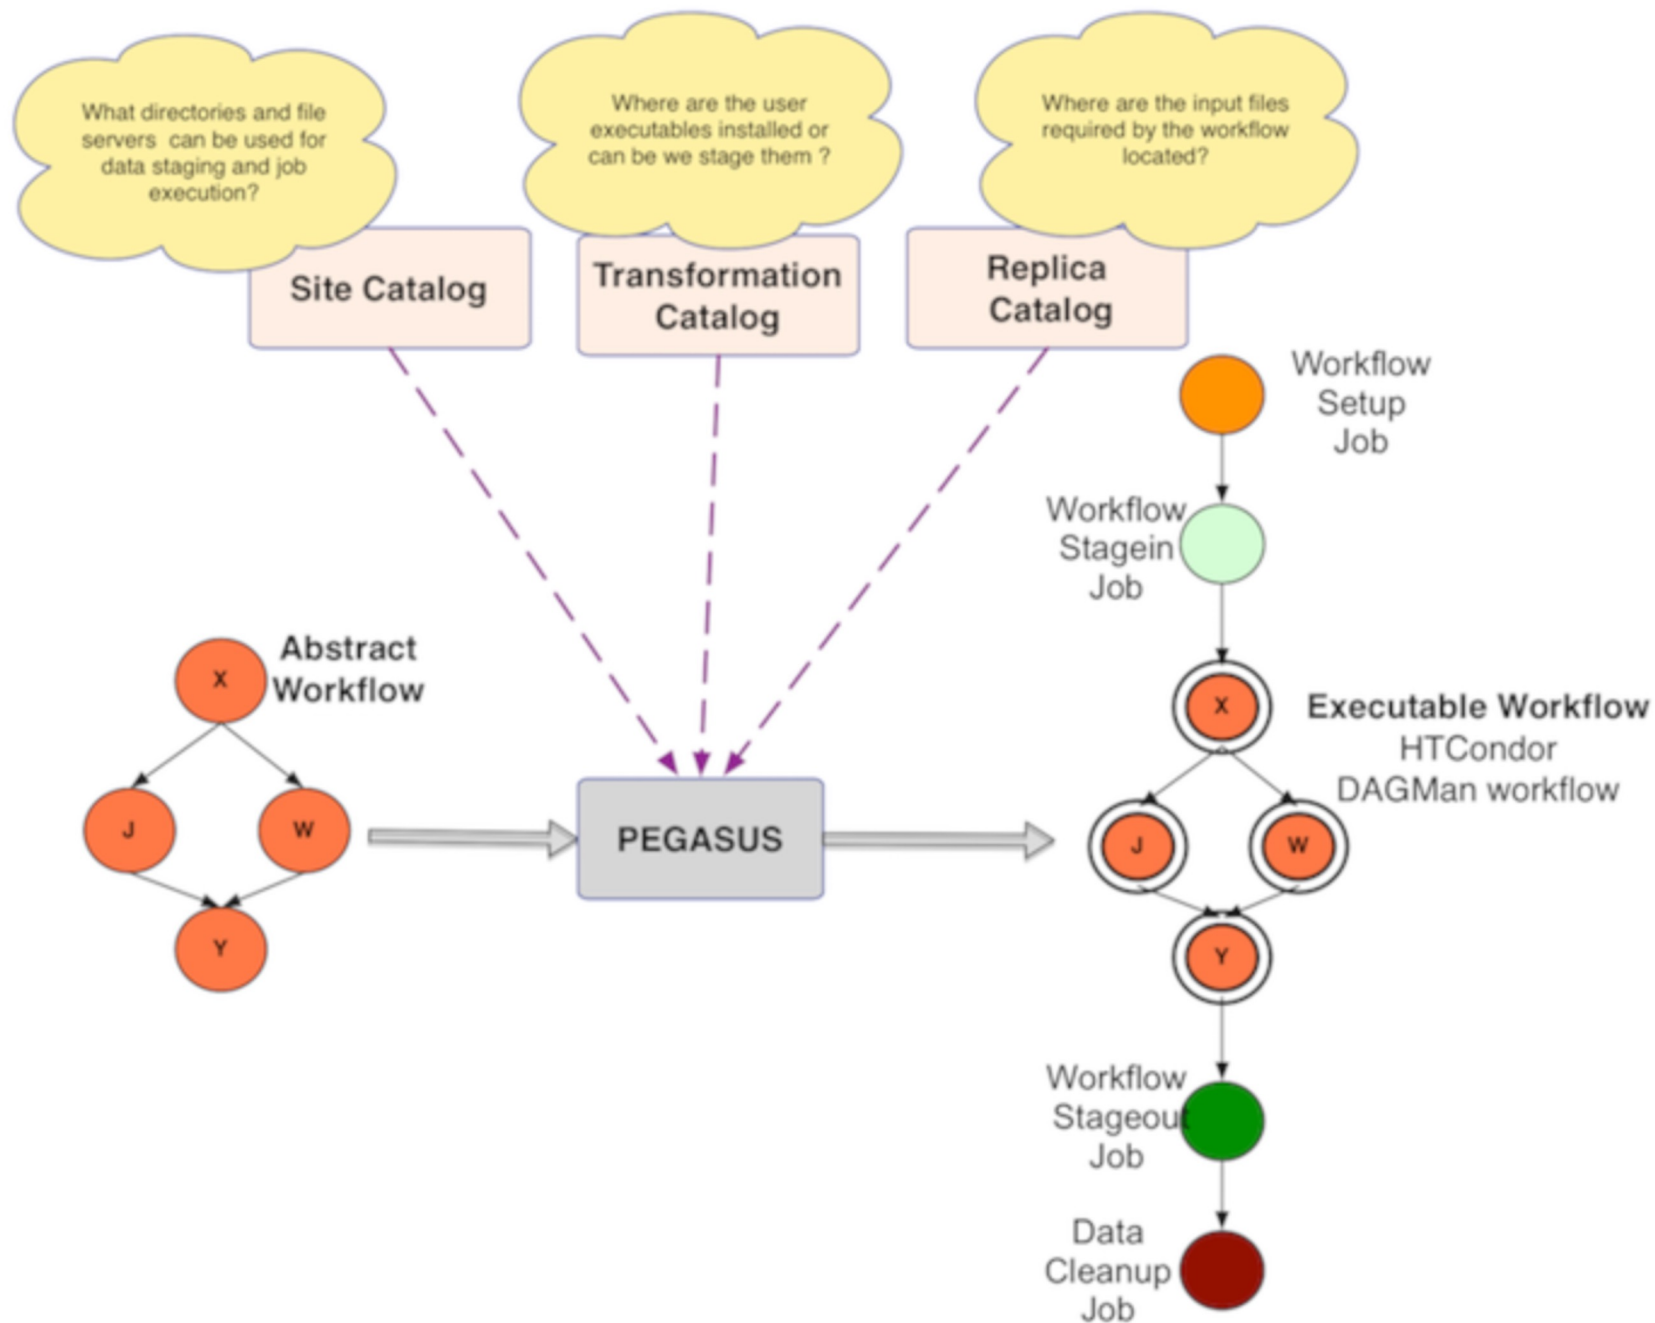 What directories and file
servers can be used for
data staging and job
execution?
Where are the user
executables installed or
can be we stage them ?
Where are the input files
required by the workflow
located?
Site Catalog
Transformation
Catalog
Replica
Catalog
Workflow
Setup
Job
Workflow
Stagein
Job
Abstract
Workflow
X
J
W
Y
PEGASUS
X
Executable Workflow
HTCondor
DAGMan workflow
J
W
Y
Workflow
Stageout
Job
Data
Cleanup
Job